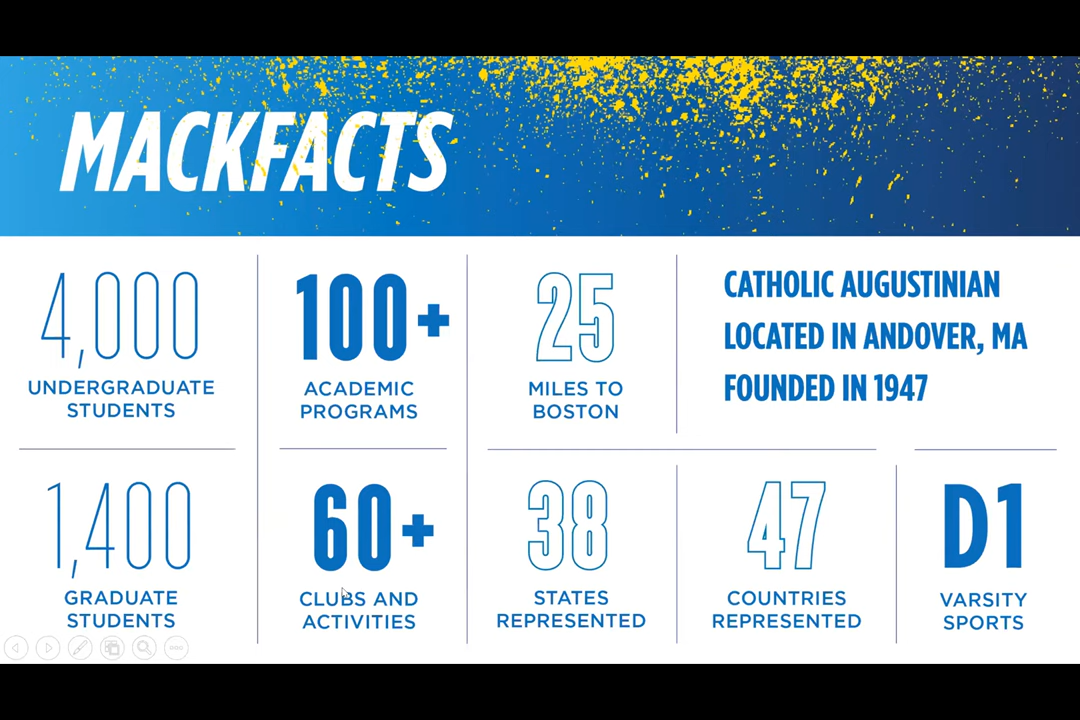 MACKFACTS
4,000
UNDERGRADUATE
STUDENTS
100+
ACADEMIC
PROGRAMS
25
MILES TO
BOSTON
CATHOLIC AUGUSTINIAN
LOCATED IN ANDOVER, MA
FOUNDED IN 1947
1,400
GRADUATE
STUDENTS
60+
CLUBS AND
ACTIVITIES
38
STATES
REPRESENTED
47
COUNTRIES
REPRESENTED
D1
VARSITY
SPORTS